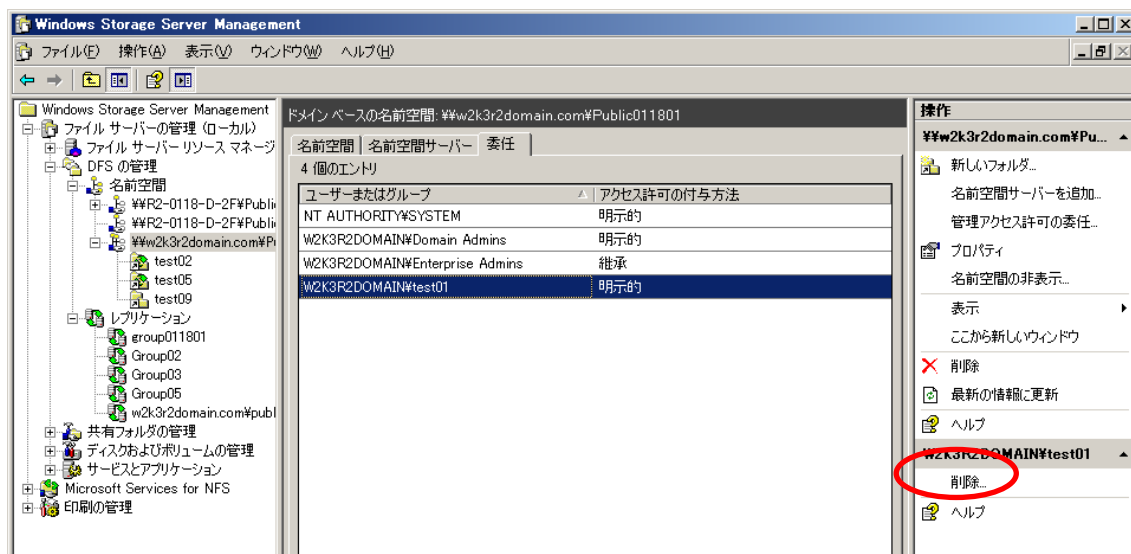 Windows Storage Server Management
ファイル(F) 操作(A) 表示(V) ウィンドウ(W) ヘルプ(H)
Windows Storage Server Management
ファイル サーバーの管理 (ローカル)
ファイル サーバー リソース マネージ
DFS の管理
名前空間
¥¥R2-0118-D-2F¥Publi
¥¥R2-0118-D-2F¥Publi
¥¥w2k3r2domain.com¥P
test02
test05
test09
レプリケーション
group011801
Group02
Group03
Group05
w2k3r2domain.com¥publ
共有フォルダの管理
ディスクおよびボリュームの管理
サービスとアプリケーション
Microsoft Services for NFS
印刷の管理
ドメイン ベースの名前空間: ¥¥w2k3r2domain.com¥Public011801
名前空間 名前空間サーバー 委任
4 個のエントリ
ユーザーまたはグループ アクセス許可の付与方法
NT AUTHORITY¥SYSTEM 明示的
W2K3R2DOMAIN¥Domain Admins 明示的
W2K3R2DOMAIN¥Enterprise Admins 継承
W2K3R2DOMAIN¥test01 明示的
操作
¥¥w2k3r2domain.com¥Pu...
新しいフォルダ...
名前空間サーバーを追加...
管理アクセス許可の委任...
プロパティ
名前空間の非表示...
表示
ここから新しいウィンドウ
削除
最新の情報に更新
ヘルプ
W2K3R2DOMAIN¥test01
削除...
ヘルプ